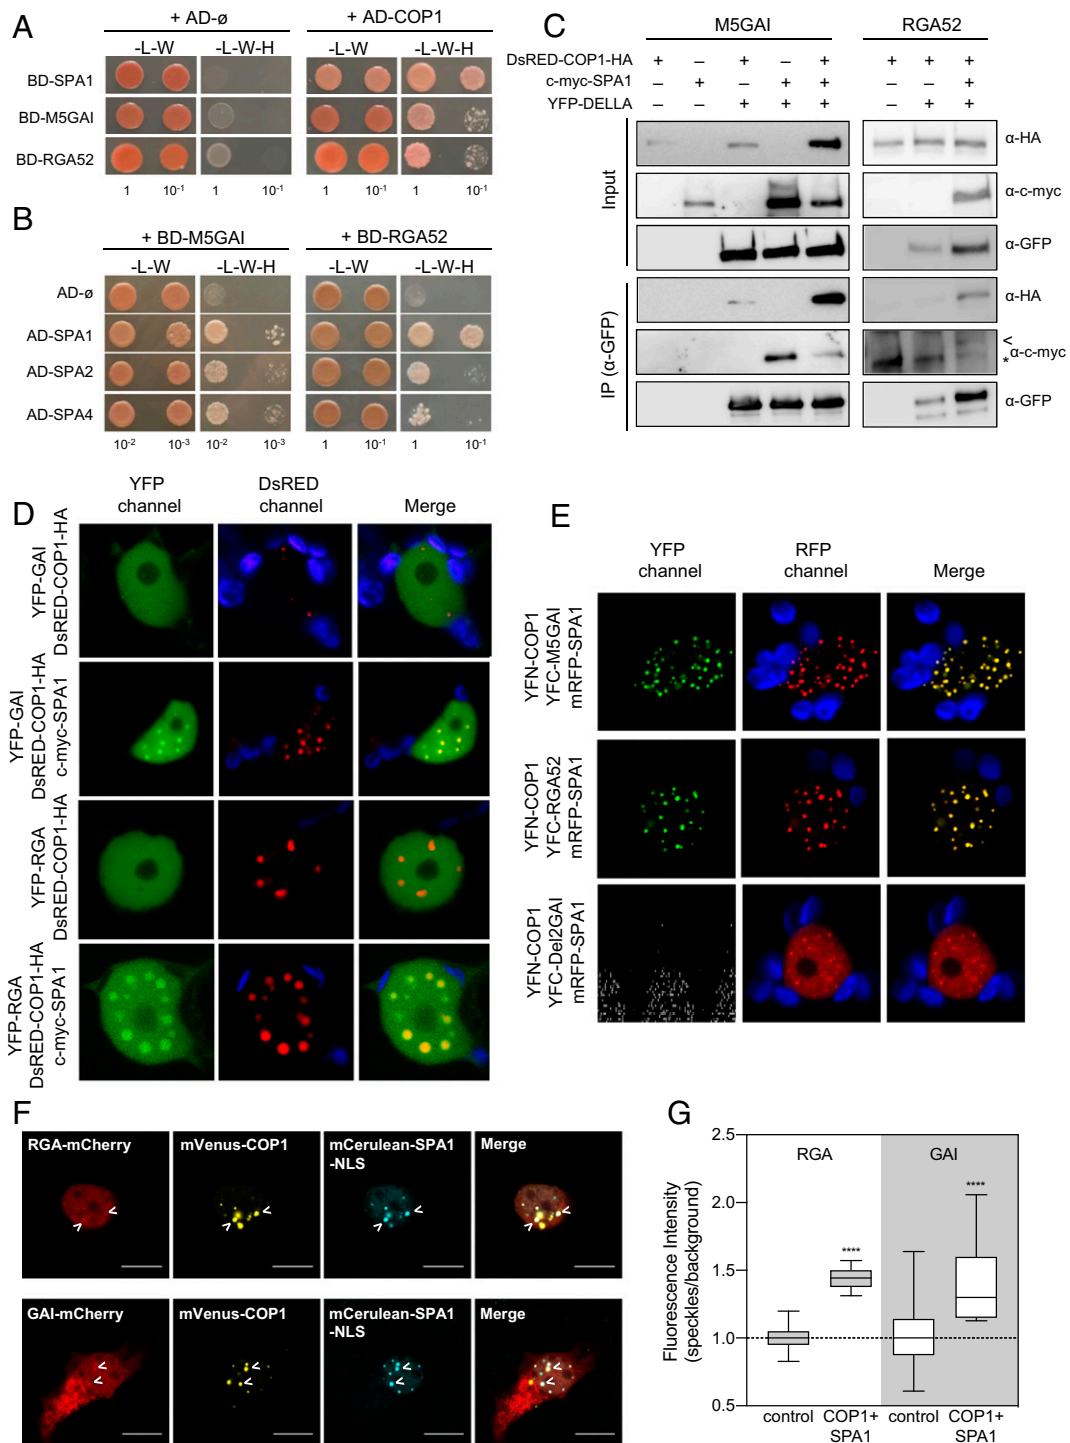 A
+ AD-ø
+ AD-COP1
-L-W
-L-W-H
-L-W
-L-W-H
BD-SPA1
BD-M5GAI
BD-RGA52
1
10-1
1
10-1
1
10-1
1
10-1
B
+ BD-M5GAI
+ BD-RGA52
-L-W
-L-W-H
-L-W
-L-W-H
AD-ø
AD-SPA1
AD-SPA2
AD-SPA4
10-2
10-3
10-2
10-3
1
10-1
1
10-1
C
M5GAI
RGA52
DsRED-COP1-HA + – + – + + + +
c-myc-SPA1 – + – + + – – +
YFP-DELLA – – + + + – + +
Input
α-HA
α-c-myc
α-GFP
IP (α-GFP)
α-HA
<
* α-c-myc
α-GFP
D
YFP channel
DsRED channel
Merge
YFP-GAI
DsRED-COP1-HA
YFP-GAI
DsRED-COP1-HA
c-myc-SPA1
YFP-RGA
DsRED-COP1-HA
YFP-RGA
DsRED-COP1-HA
c-myc-SPA1
E
YFP channel
RFP channel
Merge
YFN-COP1
YFC-M5GAI
mRFP-SPA1
YFN-COP1
YFC-RGA52
mRFP-SPA1
YFN-COP1
YFC-Del2GAI
mRFP-SPA1
F
RGA-mCherry
mVenus-COP1
mCerulean-SPA1
-NLS
Merge
GAI-mCherry
mVenus-COP1
mCerulean-SPA1
-NLS
Merge
G
Fluorescence Intensity
(speckles/background)
2.5
2.0
1.5
1.0
0.5
RGA
GAI
****
****
control
COP1+
SPA1
control
COP1+
SPA1